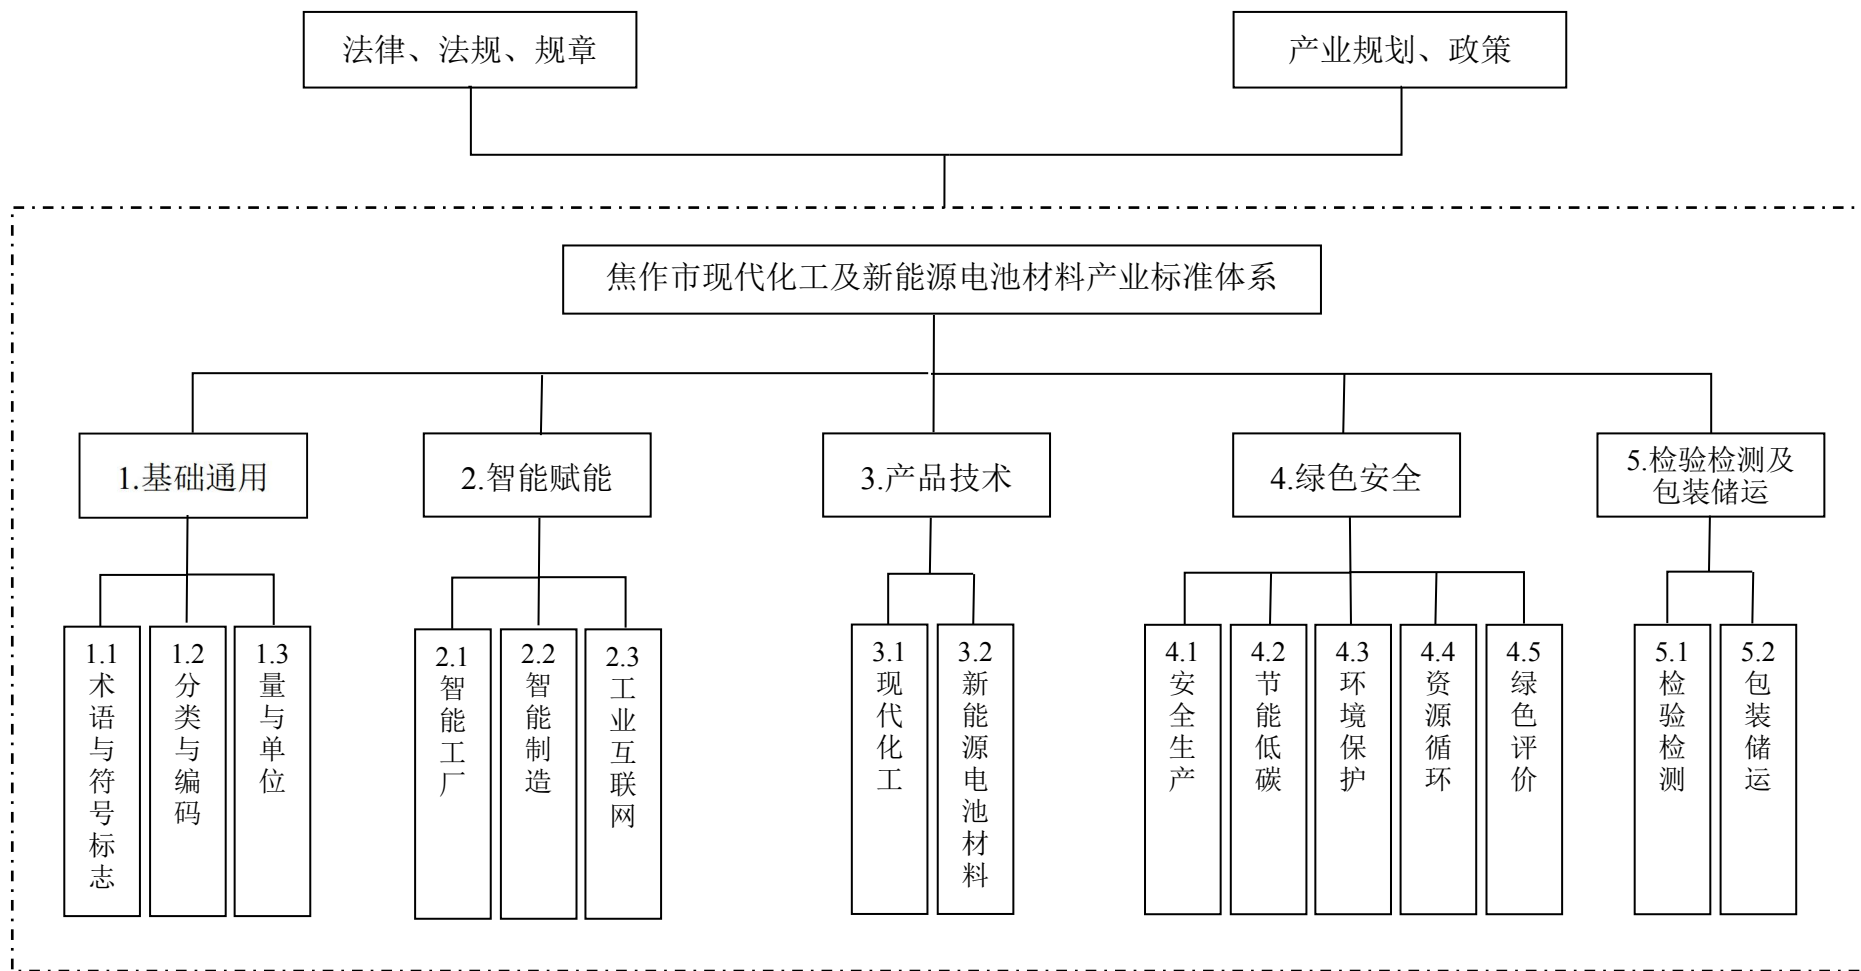 法律、法规、规章
产业规划、政策
焦作市现代化工及新能源电池材料产业标准体系
1.基础通用
2.智能赋能
3.产品技术
4.绿色安全
5.检验检测及
包装储运
1.1术语与符号标志
1.2分类与编码
1.3量与单位
2.1智能工厂
2.2智能制造
2.3工业互联网
3.1现代化工
3.2新能源电池材料
4.1安全生产
4.2节能低碳
4.3环境保护
4.4资源循环
4.5绿色评价
5.1检验检测
5.2包装储运